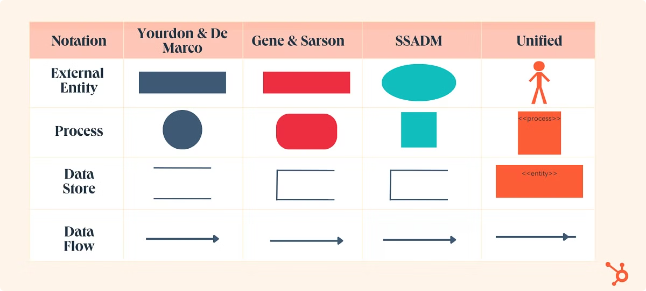 Notation
Yourdon & De
Marco
Gene & Sarson
SSADM
Unified
External
Entity
Process
<<process>>
Data
Store
<<entity>>
Data
Flow